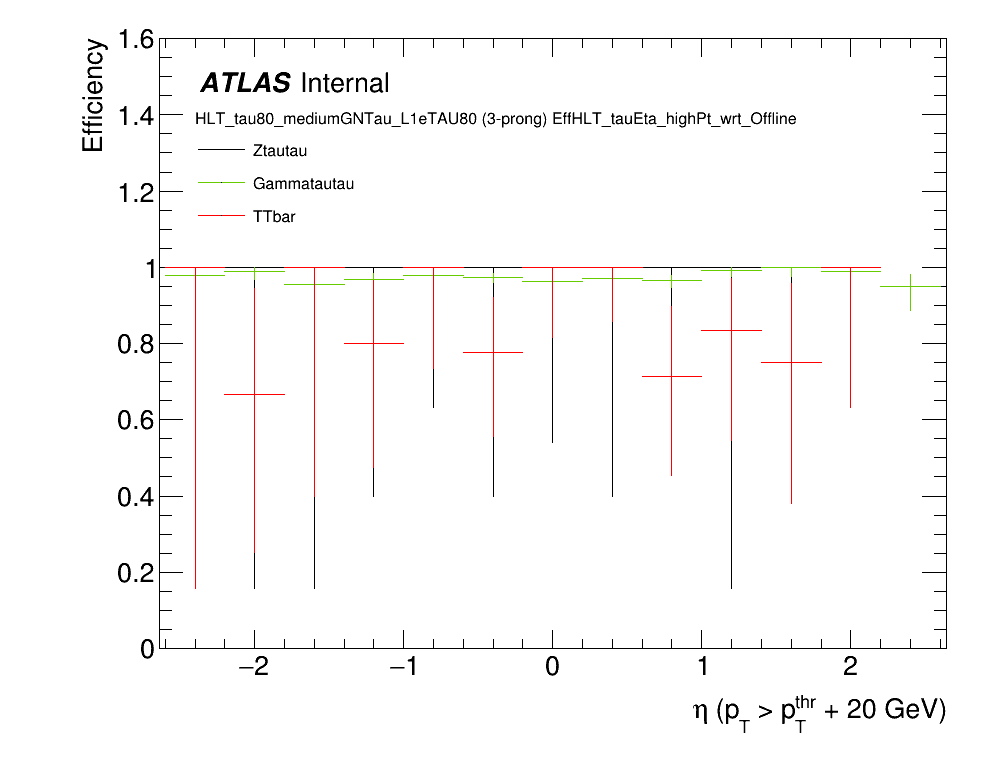 Efficiency
1.6
1.4
1.2
1
0.8
0.6
0.4
0.2
0
ATLAS Internal
HLT_tau80_mediumGNTau_L1eTAU80 (3-prong) EffHLT_tauEta_highPt_wrt_Offline
Ztautau
Gammatautau
TTbar
−2 −1 0 1 2
η (p_T > p_T^thr + 20 GeV)